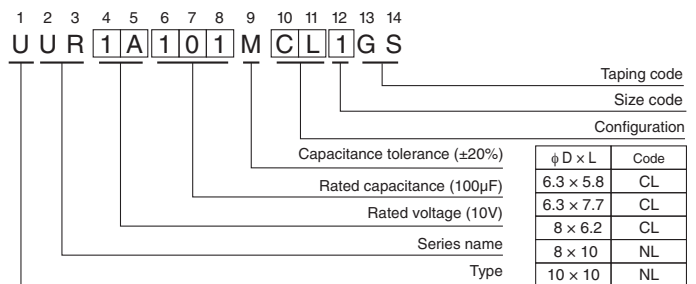 1 2 3 4 5 6 7 8 9 10 11 12 13 14
U U R 1 A 1 0 1 M C L 1 G S
Taping code
Size code
Configuration
Capacitance tolerance (±20%)
Rated capacitance (100µF)
Rated voltage (10V)
Series name
Type
ϕ D × L Code
6.3 × 5.8 CL
6.3 × 7.7 CL
8 × 6.2 CL
8 × 10 NL
10 × 10 NL